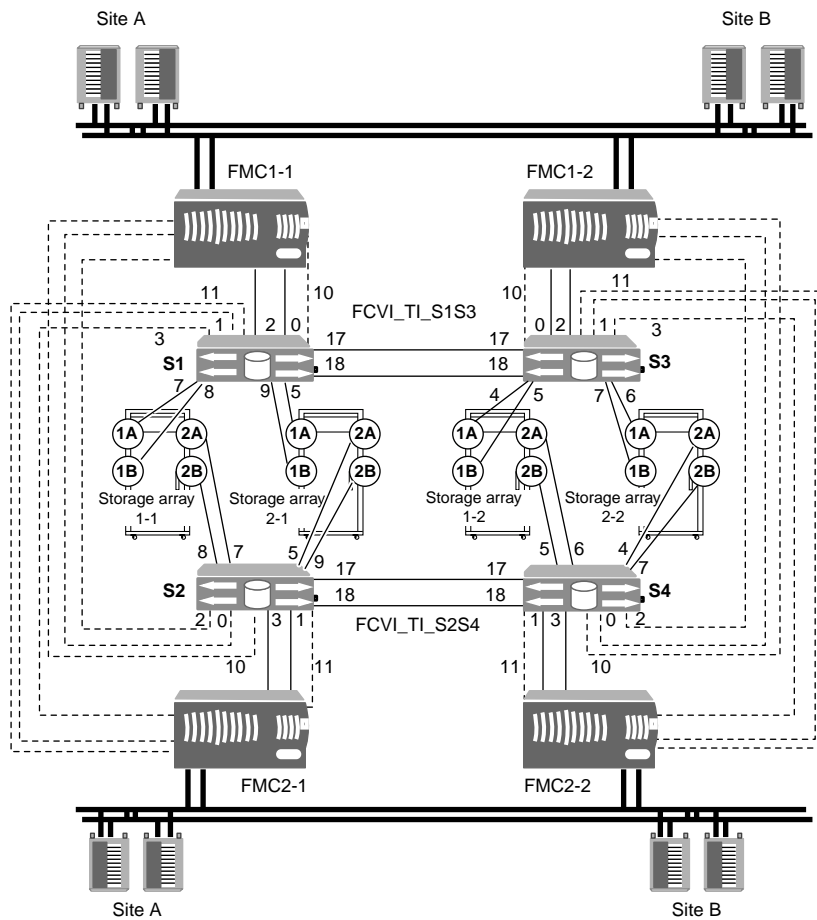 Site A
Site B
FMC1-1
FMC1-2
11
10
FCVI_TI_S1S3
10
11
3
1
2
0
0
2
1
3
17
17
S1
18
18
S3
7
8
9
5
4
5
7
6
1A
2A
1A
2A
1A
2A
1A
2A
1B
2B
1B
2B
1B
2B
1B
2B
Storage array
1-1
Storage array
2-1
Storage array
1-2
Storage array
2-2
8
7
5
9
5
6
4
7
S2
17
17
S4
18
18
2
0
3
1
FCVI_TI_S2S4
1
3
0
2
10
11
11
10
FMC2-1
FMC2-2
Site A
Site B